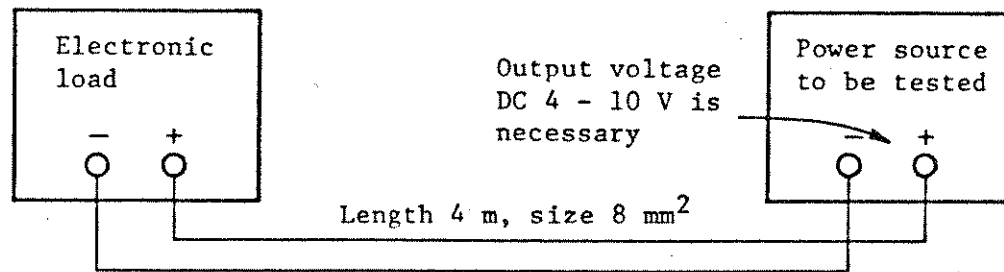 Electronic
load
− +
Output voltage
DC 4 - 10 V is
necessary
Power source
to be tested
− +
Length 4 m, size 8 mm²